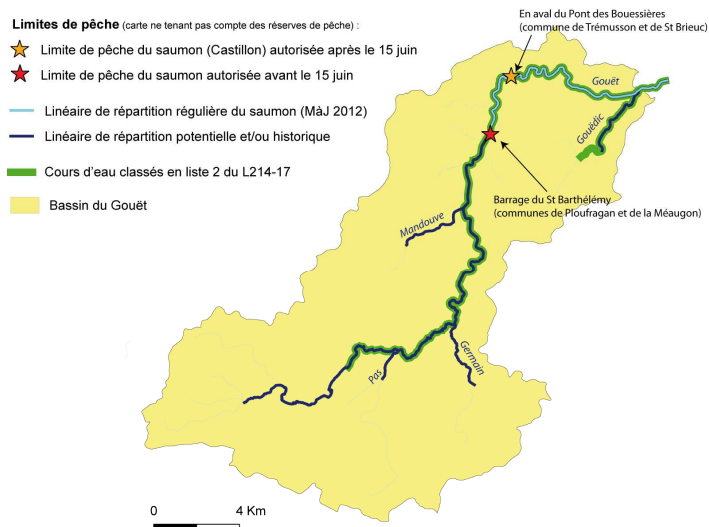 Limites de pêche (carte ne tenant pas compte des réserves de pêche) :
Limite de pêche du saumon (Castillon) autorisée après le 15 juin
Limite de pêche du saumon autorisée avant le 15 juin
Linéaire de répartition régulière du saumon (MàJ 2012)
Linéaire de répartition potentielle et/ou historique
Cours d'eau classés en liste 2 du L214-17
Bassin du Gouët
En aval du Pont des Bouessières
(commune de Trémusson et de St Brieuc)
Gouët
Gouëdic
Barrage du St Barthélémy
(communes de Ploufragan et de la Méaugon)
Mandouve
Pas
Germain
0 4 Km